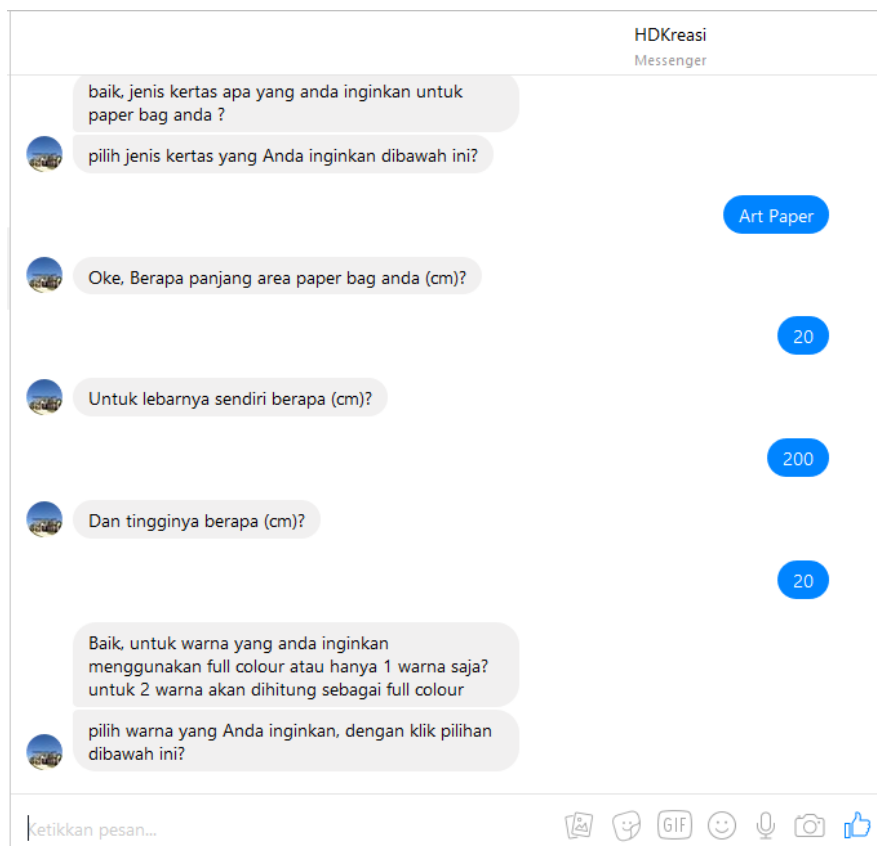 HDKreasi
Messenger
baik, jenis kertas apa yang anda inginkan untuk
paper bag anda ?
pilih jenis kertas yang Anda inginkan dibawah ini?
Art Paper
Oke, Berapa panjang area paper bag anda (cm)?
20
Untuk lebarnya sendiri berapa (cm)?
200
Dan tingginya berapa (cm)?
20
Baik, untuk warna yang anda inginkan
menggunakan full colour atau hanya 1 warna saja?
untuk 2 warna akan dihitung sebagai full colour
pilih warna yang Anda inginkan, dengan klik pilihan
dibawah ini?
Ketikkan pesan...
GIF